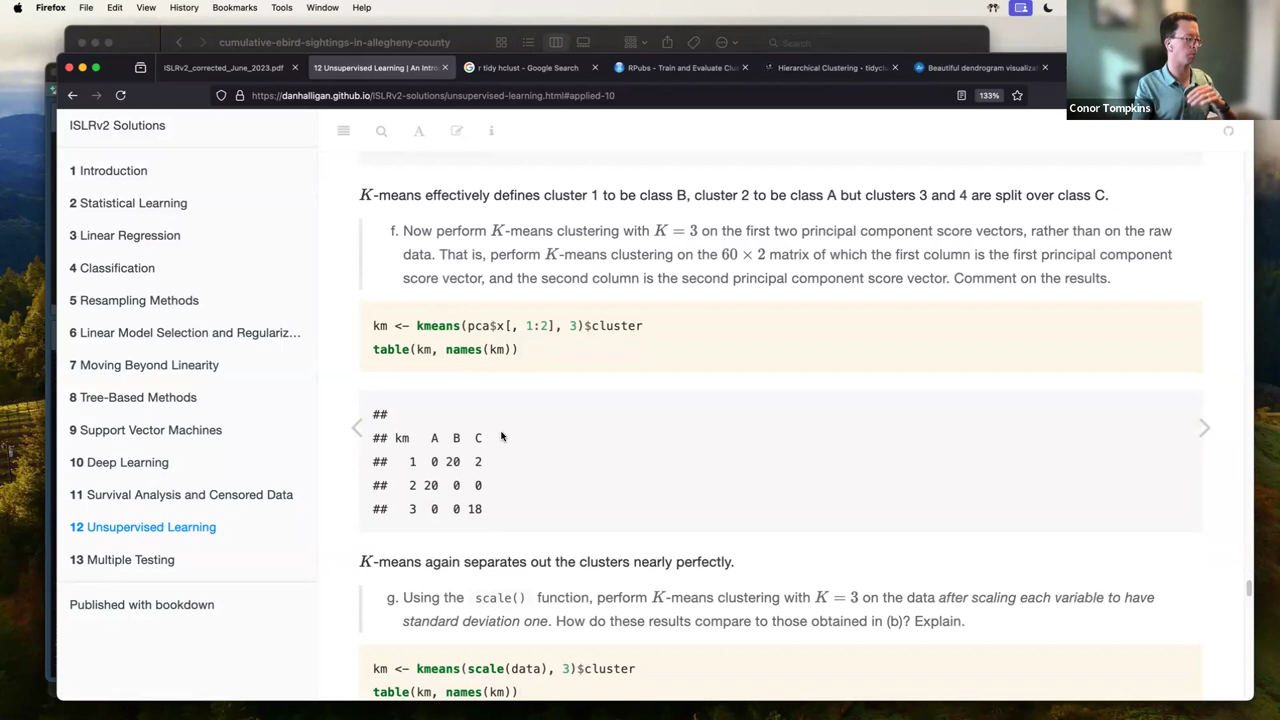 Firefox File Edit View History Bookmarks Tools Window Help
cumulative-ebird-sightings-in-allegheny-county
Search
Conor Tompkins
ISLRv2_corrected_June_2023.pdf
12 Unsupervised Learning | An Intro
r tidy hclust - Google Search
RPubs - Train and Evaluate Clu
Hierarchical Clustering - tidycl
Beautiful dendrogram visualiza
https://danhalligan.github.io/ISLRv2-solutions/unsupervised-learning.html#applied-10
133%
ISLRv2 Solutions
1 Introduction
2 Statistical Learning
3 Linear Regression
4 Classification
5 Resampling Methods
6 Linear Model Selection and Regulariz…
7 Moving Beyond Linearity
8 Tree-Based Methods
9 Support Vector Machines
10 Deep Learning
11 Survival Analysis and Censored Data
12 Unsupervised Learning
13 Multiple Testing
Published with bookdown
K-means effectively defines cluster 1 to be class B, cluster 2 to be class A but clusters 3 and 4 are split over class C.
f. Now perform K-means clustering with K = 3 on the first two principal component score vectors, rather than on the raw
data. That is, perform K-means clustering on the 60 × 2 matrix of which the first column is the first principal component
score vector, and the second column is the second principal component score vector. Comment on the results.
km <- kmeans(pca$x[, 1:2], 3)$cluster
table(km, names(km))
##
## km A B C
## 1 0 20 2
## 2 20 0 0
## 3 0 0 18
K-means again separates out the clusters nearly perfectly.
g. Using the scale() function, perform K-means clustering with K = 3 on the data after scaling each variable to have
standard deviation one. How do these results compare to those obtained in (b)? Explain.
km <- kmeans(scale(data), 3)$cluster
table(km, names(km))